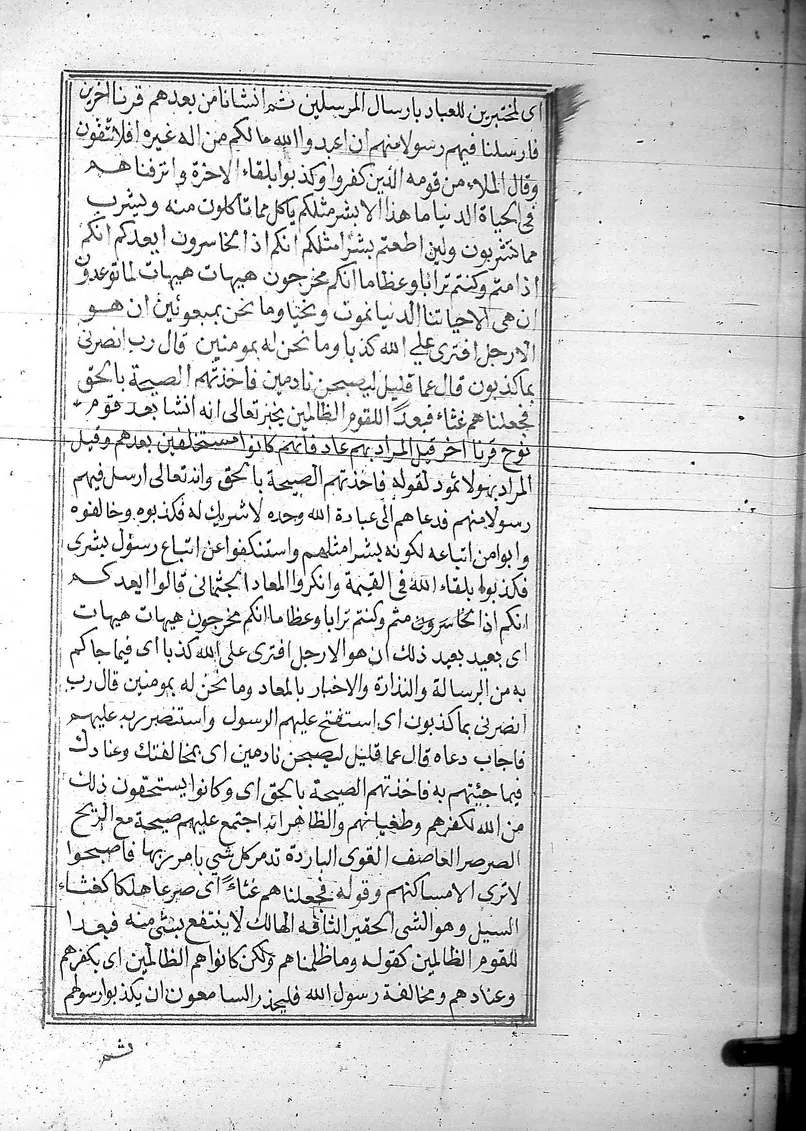 اى لمختبرين للعباد بارسال المرسلين ثم انشانا من بعدهم قرنا اخرين
فارسلنا فيهم رسولا منهم ان اعبدوا الله مالكم من اله غيره افلا تتقون
وقال الملاء من قومه الذين كفروا وكذبوا بلقاء الاخرة واترفناهم
فى الحياة الدنيا ما هذا الا بشر مثلكم ياكل مما تاكلون منه ويشرب
مما تشربون ولين اطعتم بشرا مثلكم انكم اذا لخاسرون ايعدكم انكم
اذا متم وكنتم ترابا وعظاما انكم مخرجون هيهات هيهات لما توعدون
ان هى الا حياتنا الدنيا نموت ونحيا وما نحن بمبعوثين ان هو
الا رجل افترى على الله كذبا وما نحن له بمومنين قال رب انصرنى
بما كذبون قال عما قليل ليصبحن نادمين فاخذتهم الصيحة بالحق
فجعلناهم غثاء فبعدا للقوم الظالمين يخبر تعالى انه انشا بعد قوم
نوح قرنا اخر قيل المراد بهم عاد فانهم كانوا مستخلفين بعدهم وقيل
المراد بهولا ثمود لقوله فاخذتهم الصيحة بالحق وانه تعالى ارسل فيهم
رسولا منهم فدعاهم الى عبادة الله وحده لا شريك له فكذبوه وخالفوه
وابوا من اتباعه لكونه بشرا مثلهم واستنكفوا عن اتباع رسول بشرى
فكذبوا بلقاء الله فى القيمة وانكروا المعاد الجثمانى قالوا ايعدكم
انكم اذا لخاسرون متم وكنتم ترابا وعظاما انكم مخرجون هيهات هيهات
اى بعيد بعيد ذلك ان هو الا رجل افترى على الله كذبا اى فيما جاكم
به من الرسالة والنذارة والاخبار بالمعاد وما نحن له بمومنين قال رب
انصرنى بما كذبون اى استفتح عليهم الرسول واستنصر ربه عليهم
فاجاب دعاه قال عما قليل ليصبحن نادمين اى بمخالفتك وعنادك
فيما جيتهم به فاخذتهم الصيحة بالحق اى وكانوا يستحقون ذلك
من الله لكفرهم وطغيانهم والظاهر انه اجتمع عليهم صيحة مع الريح
الصرصر العاصف القوى الباردة تدمر كل شى بامر ربها فاصبحوا
لا ترى الا مساكنهم وقوله فجعلناهم غثاء اى صرعا هلكا كغثاء
السيل وهو الشى الحقير التافه الهالك لا ينتفع بشى منه فبعدا
للقوم الظالمين كقوله وما ظلمناهم ولكن كانوا هم الظالمين اى بكفرهم
وعنادهم ومخالفة رسول الله فليحذر السامعون ان يكذبوا رسولهم
ثم